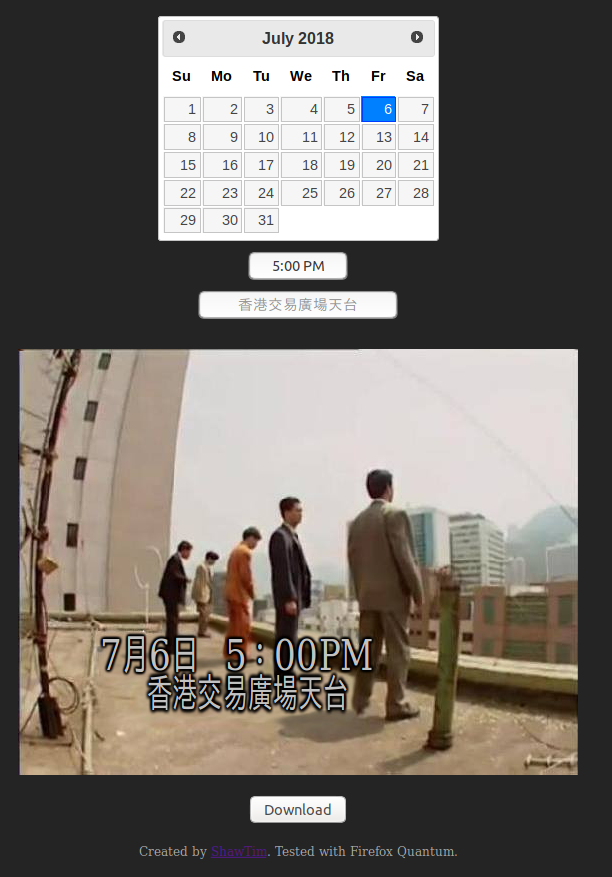 July 2018
Su Mo Tu We Th Fr Sa
1 2 3 4 5 6 7
8 9 10 11 12 13 14
15 16 17 18 19 20 21
22 23 24 25 26 27 28
29 30 31
5:00 PM
香港交易廣場天台
7月6日 5：00PM
香港交易廣場天台
Download
Created by ShawTim. Tested with Firefox Quantum.